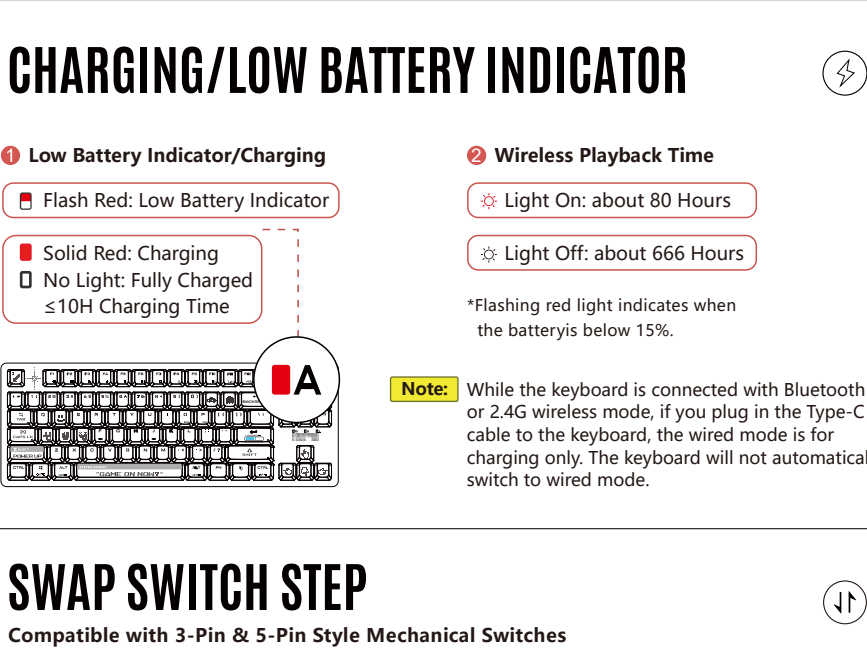 CHARGING/LOW BATTERY INDICATOR
1 Low Battery Indicator/Charging
Flash Red: Low Battery Indicator
Solid Red: Charging
No Light: Fully Charged
≤10H Charging Time
A
POWER UP
"GAME ON NOW?"
2 Wireless Playback Time
Light On: about 80 Hours
Light Off: about 666 Hours
*Flashing red light indicates when
the batteryis below 15%.
Note: While the keyboard is connected with Bluetooth
or 2.4G wireless mode, if you plug in the Type-C
cable to the keyboard, the wired mode is for
charging only. The keyboard will not automatical
switch to wired mode.
SWAP SWITCH STEP
Compatible with 3-Pin & 5-Pin Style Mechanical Switches